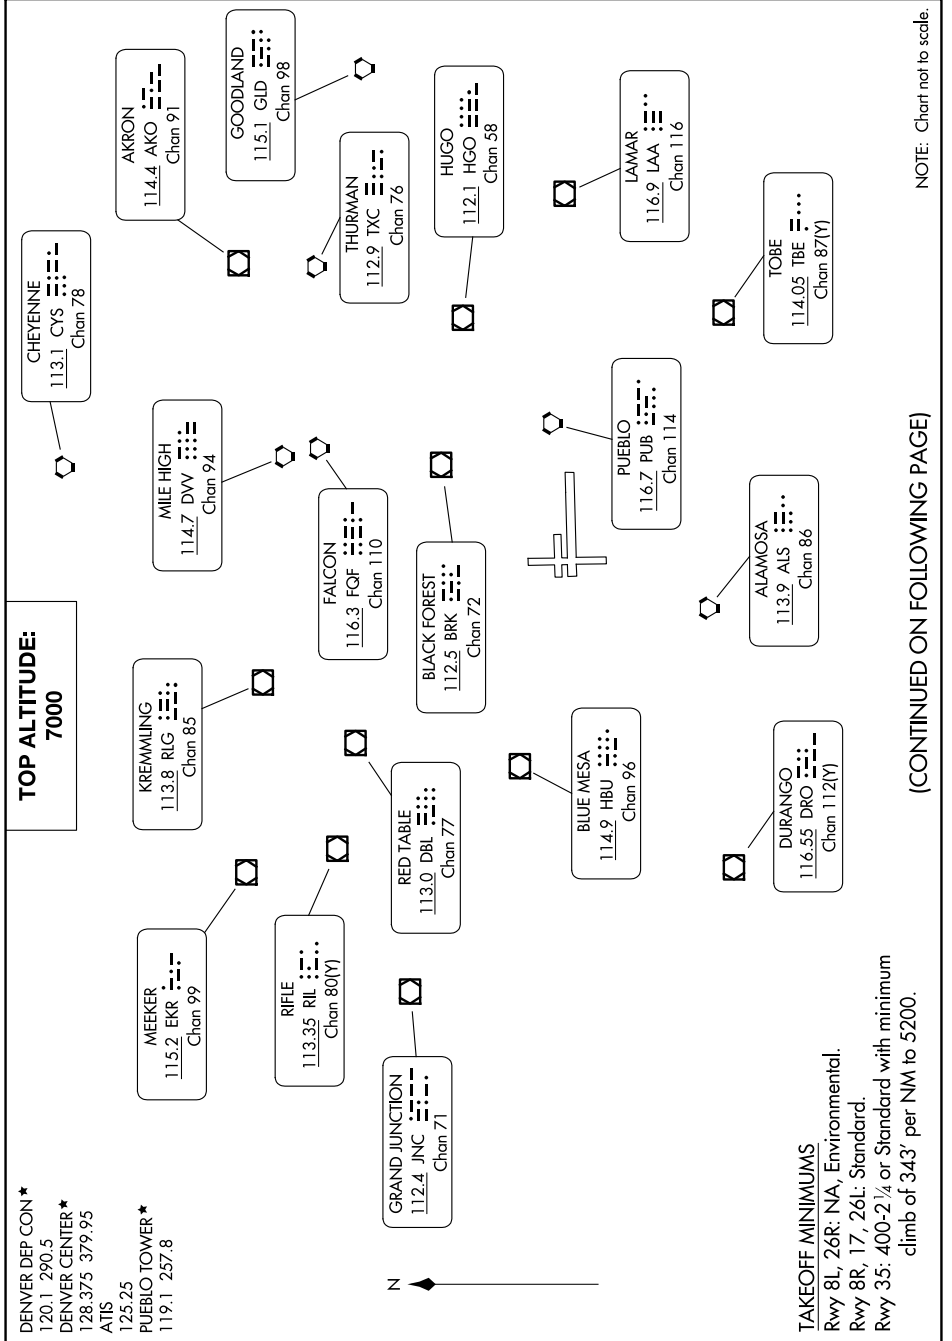 TOP ALTITUDE:
7000
DENVER DEP CON★
120.1 290.5
DENVER CENTER★
128.375 379.95
ATIS
125.25
PUEBLO TOWER★
119.1 257.8
CHEYENNE
113.1 CYS
Chan 78
AKRON
114.4 AKO
Chan 91
GOODLAND
115.1 GLD
Chan 98
MILE HIGH
114.7 DVV
Chan 94
KREMMLING
113.8 RLG
Chan 85
MEEKER
115.2 EKR
Chan 99
RIFLE
113.35 RIL
Chan 80(Y)
FALCON
116.3 FQF
Chan 110
THURMAN
112.9 TXC
Chan 76
GRAND JUNCTION
112.4 JNC
Chan 71
RED TABLE
113.0 DBL
Chan 77
BLACK FOREST
112.5 BRK
Chan 72
HUGO
112.1 HGO
Chan 58
N
BLUE MESA
114.9 HBU
Chan 96
PUEBLO
116.7 PUB
Chan 114
LAMAR
116.9 LAA
Chan 116
DURANGO
116.55 DRO
Chan 112(Y)
ALAMOSA
113.9 ALS
Chan 86
TOBE
114.05 TBE
Chan 87(Y)
TAKEOFF MINIMUMS
Rwy 8L, 26R: NA, Environmental.
Rwy 8R, 17, 26L: Standard.
Rwy 35: 400-2¼ or Standard with minimum
climb of 343' per NM to 5200.
(CONTINUED ON FOLLOWING PAGE)
NOTE: Chart not to scale.